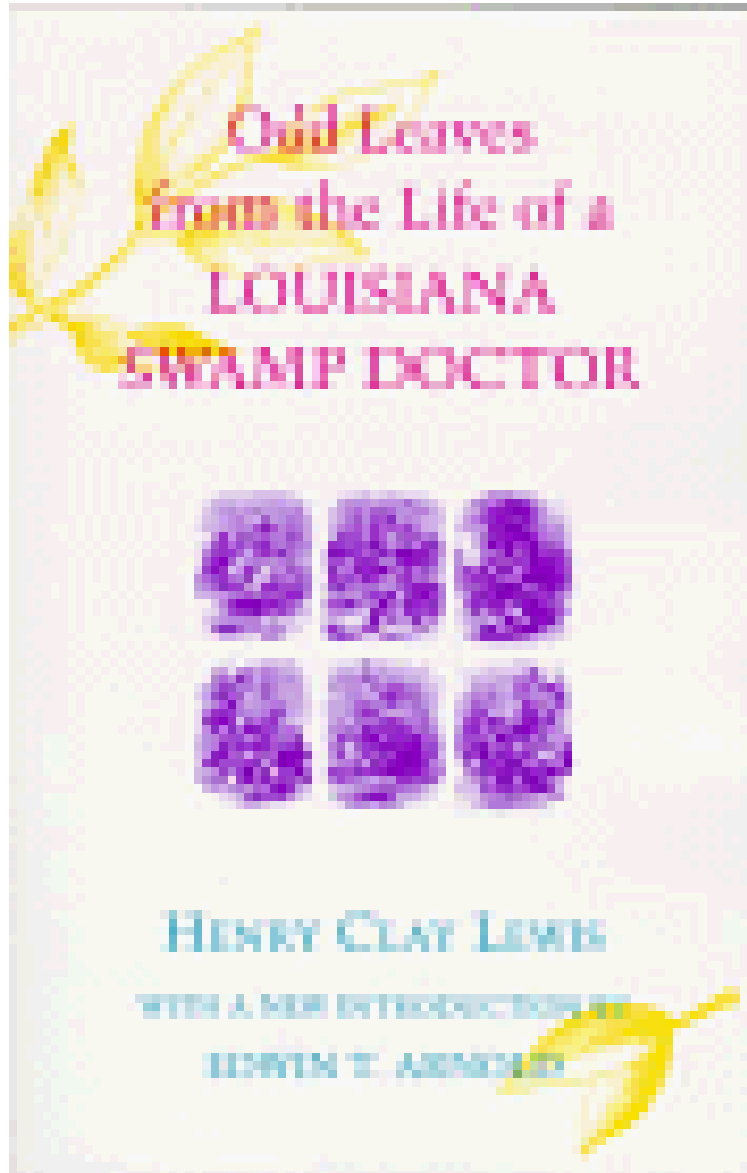 Odd Leaves
from the Life of a
LOUISIANA
SWAMP DOCTOR
HENRY CLAY LEWIS
WITH A NEW INTRODUCTION BY
EDWIN T. ARNOLD